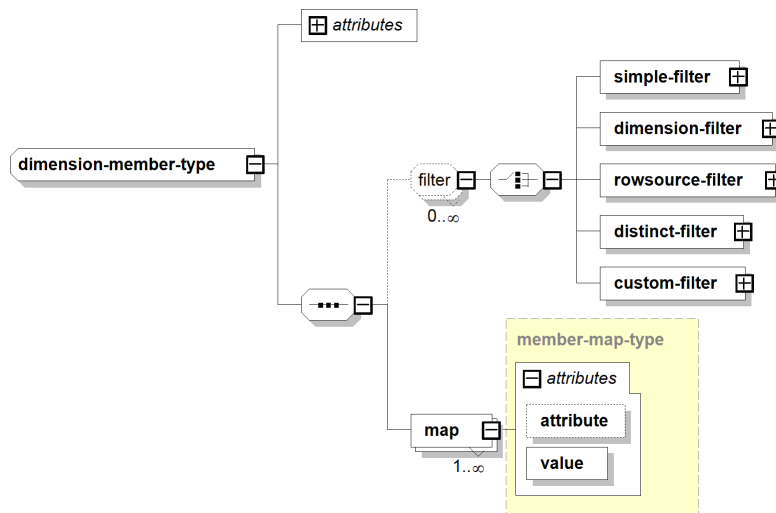 attributes
simple-filter
dimension-filter
dimension-member-type
filter
rowsource-filter
0..∞
distinct-filter
custom-filter
member-map-type
attributes
attribute
map
value
1..∞